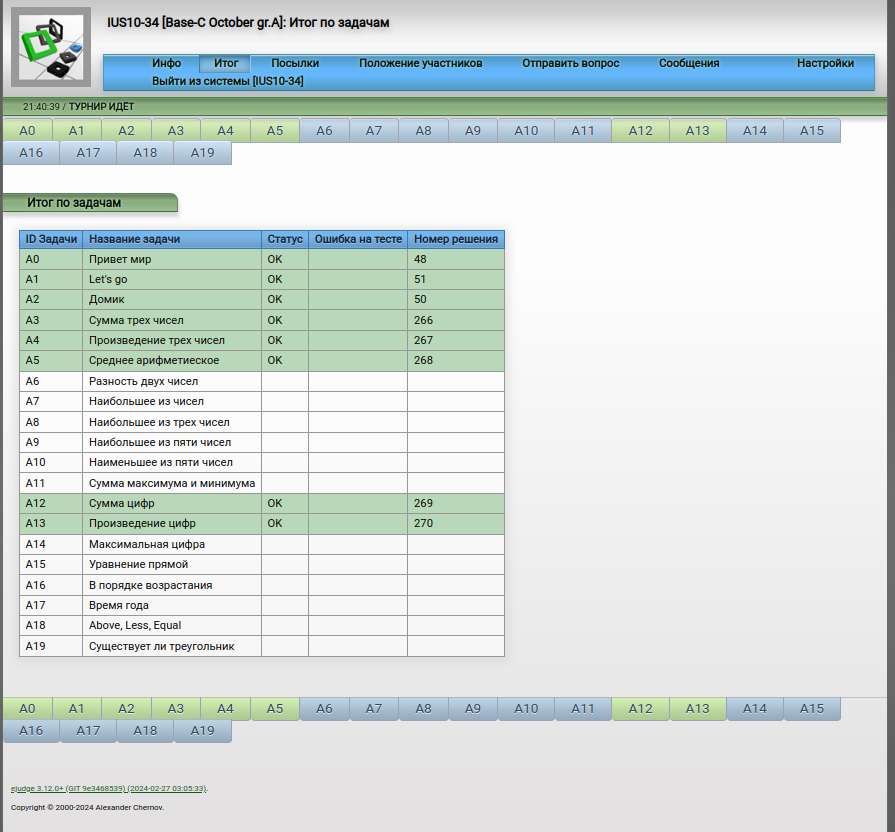 IUS10-34 [Base-C October gr.A]: Итог по задачам
Инфо Итог Посылки Положение участников Отправить вопрос Сообщения Настройки
Выйти из системы [IUS10-34]
21:40:39 / ТУРНИР ИДЁТ
A0 A1 A2 A3 A4 A5 A6 A7 A8 A9 A10 A11 A12 A13 A14 A15
A16 A17 A18 A19
Итог по задачам
ID Задачи Название задачи Статус Ошибка на тесте Номер решения
A0 Привет мир OK 48
A1 Let's go OK 51
A2 Домик OK 50
A3 Сумма трех чисел OK 266
A4 Произведение трех чисел OK 267
A5 Среднее арифметиеское OK 268
A6 Разность двух чисел
A7 Наибольшее из чисел
A8 Наибольшее из трех чисел
A9 Наибольшее из пяти чисел
A10 Наименьшее из пяти чисел
A11 Сумма максимума и минимума
A12 Сумма цифр OK 269
A13 Произведение цифр OK 270
A14 Максимальная цифра
A15 Уравнение прямой
A16 В порядке возрастания
A17 Время года
A18 Above, Less, Equal
A19 Существует ли треугольник
A0 A1 A2 A3 A4 A5 A6 A7 A8 A9 A10 A11 A12 A13 A14 A15
A16 A17 A18 A19
ejudge 3.12.0+ (GIT 9e3468539) (2024-02-27 03:05:33).
Copyright © 2000-2024 Alexander Chernov.